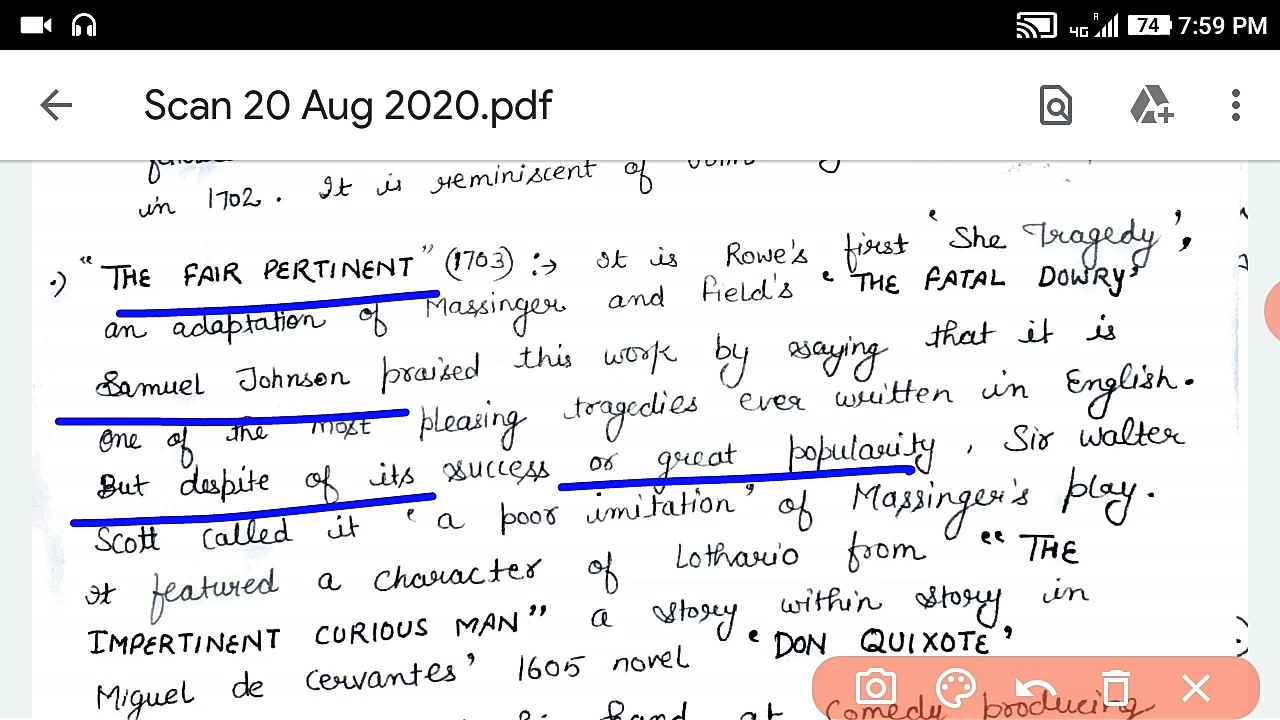 4G R 74 7:59 PM
Scan 20 Aug 2020.pdf
in 1702. It is reminiscent of
•) "THE FAIR PERTINENT" (1703) :→ It is Rowe's first 'She Tragedy',
an adaptation of Massinger and Field's 'THE FATAL DOWRY'
Samuel Johnson praised this work by saying that it is
one of the most pleasing tragedies ever written in English.
But despite of its success or great popularity, Sir Walter
Scott called it 'a poor imitation' of Massinger's play.
It featured a character of Lothario from "THE
IMPERTINENT CURIOUS MAN" a story within story in
Miguel de Cervantes' 1605 novel 'DON QUIXOTE'
hand at comedy producing